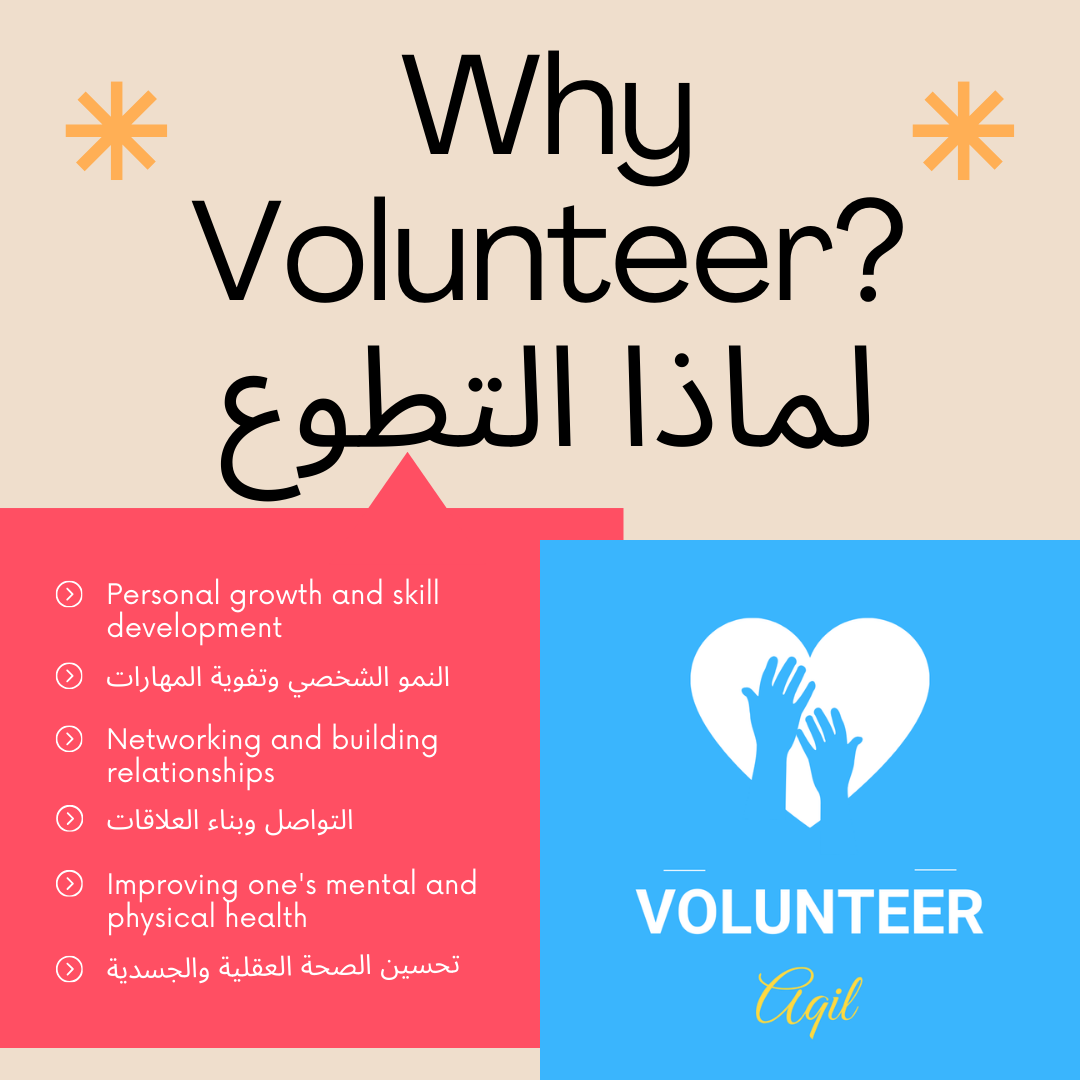 Why
Volunteer?
لماذا التطوع
Personal growth and skill
development
النمو الشخصي وتفوية المهارات
Networking and building
relationships
التواصل وبناء العلاقات
Improving one's mental and
physical health
تحسين الصحة العقلية والجسدية
VOLUNTEER
Aqil